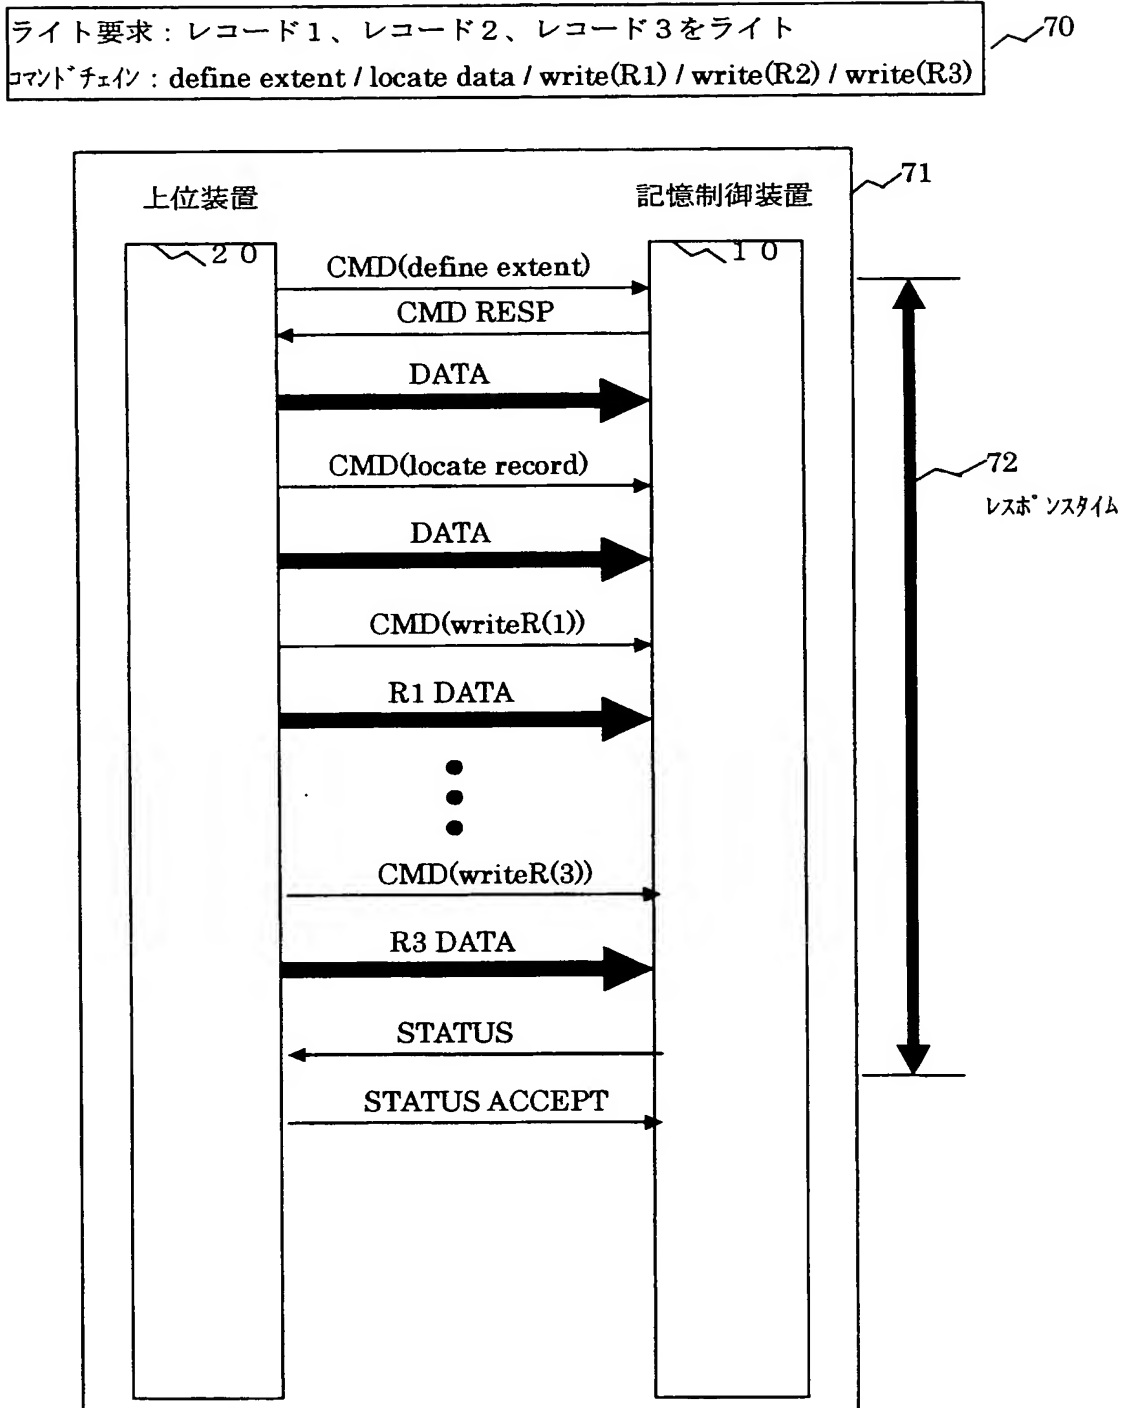 ライト要求：レコード１、レコード２、レコード３をライト
70
ｺﾏﾝﾄﾞﾁｪｲﾝ : define extent / locate data / write(R1) / write(R2) / write(R3)
71
上位装置
記憶制御装置
２０
１０
CMD(define extent)
CMD RESP
DATA
CMD(locate record)
72
ﾚｽﾎﾟﾝｽﾀｲﾑ
DATA
CMD(writeR(1))
R1 DATA
CMD(writeR(3))
R3 DATA
STATUS
STATUS ACCEPT